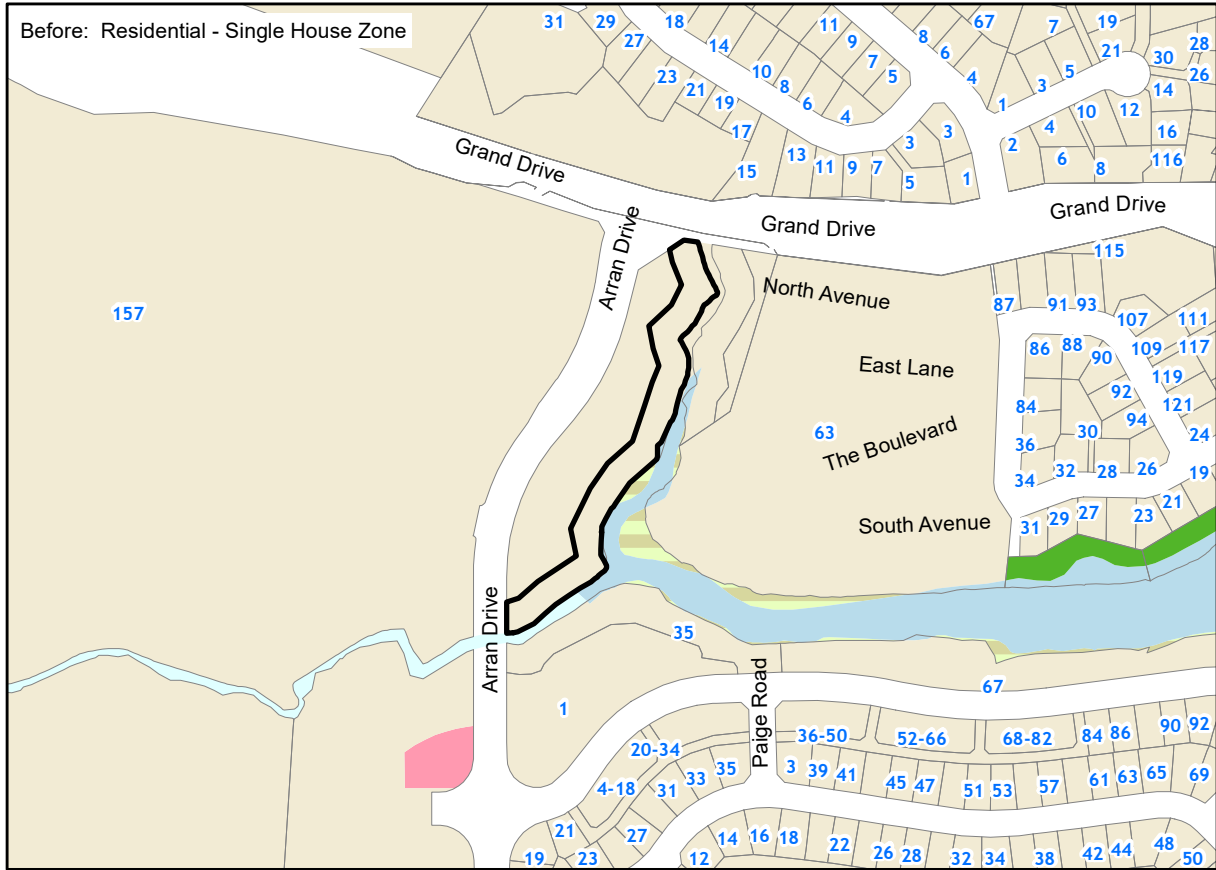 Before: Residential - Single House Zone
31 29 18 11 67 7 19
27 14 9 8 6 21 28
23 10 7 4 5 30
21 8 5 3 26
19 6 1 14
17 4 10 12
3 3 2 4 16
15 13 11 9 7 5 1 6 8 116
Grand Drive
Grand Drive
Grand Drive
Arran Drive
115
North Avenue
87 91 93
107 111
157
86 88 90 109 117
East Lane
119
92
84 121
94
63
The Boulevard
36 30 24
32 28 26 19
34
21
South Avenue
31 29 27 23
Arran Drive
35
Paige Road
67
1
20-34 36-50 52-66 68-82 84 86 90 92
4-18 31 33 35 3 39 41 45 47 51 53 57 61 63 65 69
21 27 14 16 18 22 42 44 48
19 23 12 26 28 32 34 38 50